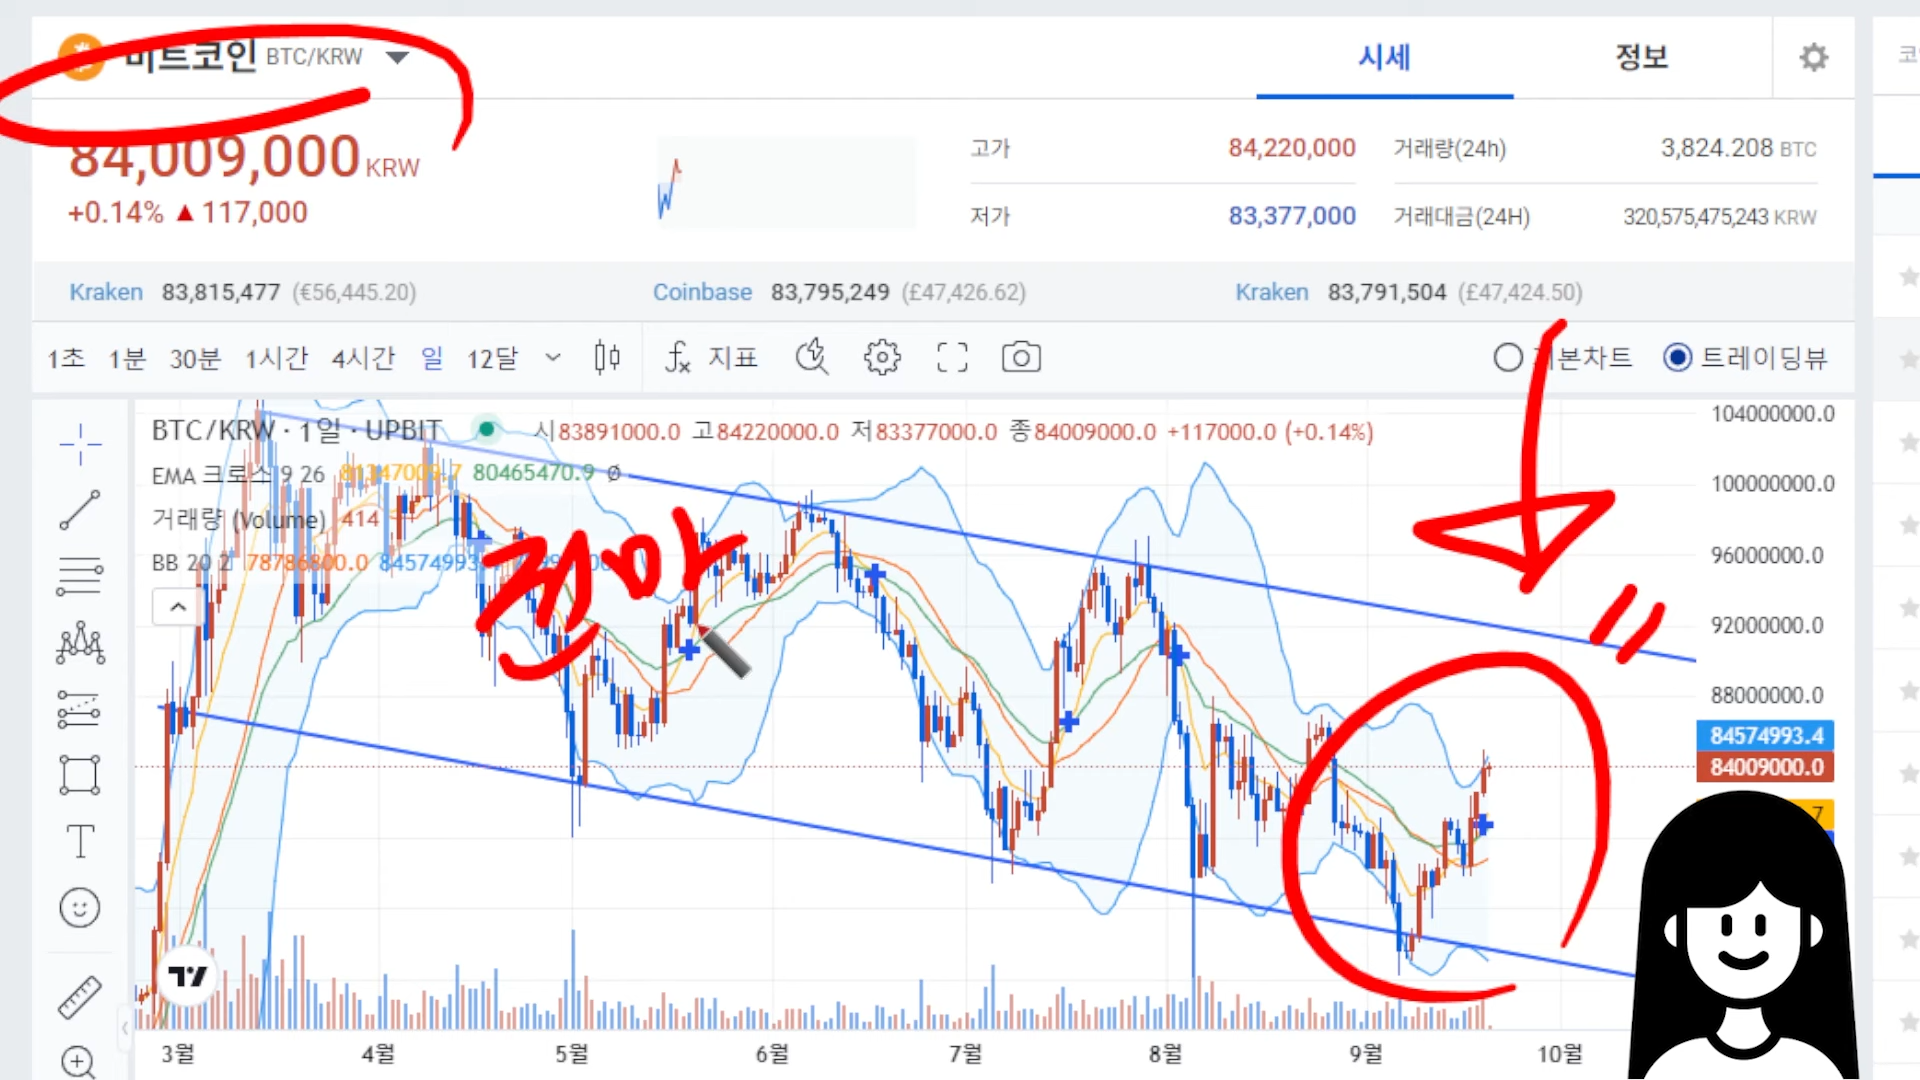 비트코인 BTC/KRW
시세
정보
코
84,009,000 KRW
+0.14% ▲ 117,000
고가 84,220,000
거래량(24h) 3,824.208 BTC
저가 83,377,000
거래대금(24H) 320,575,475,243 KRW
Kraken 83,815,477 (€56,445.20)
Coinbase 83,795,249 (£47,426.62)
Kraken 83,791,504 (£47,424.50)
1초 1분 30분 1시간 4시간 일 12달
지표
본차트
트레이딩뷰
BTC/KRW · 1일 · UPBIT 시83891000.0 고84220000.0 저83377000.0 종84009000.0 +117000.0 (+0.14%)
EMA 크로스 9 26 81347009.7 80465470.9 Ø
거래량 (Volume) 414
BB 20 2 78786800.0 84574993
104000000.0
100000000.0
96000000.0
92000000.0
88000000.0
84574993.4
84009000.0
7
T
3월 4월 5월 6월 7월 8월 9월 10월